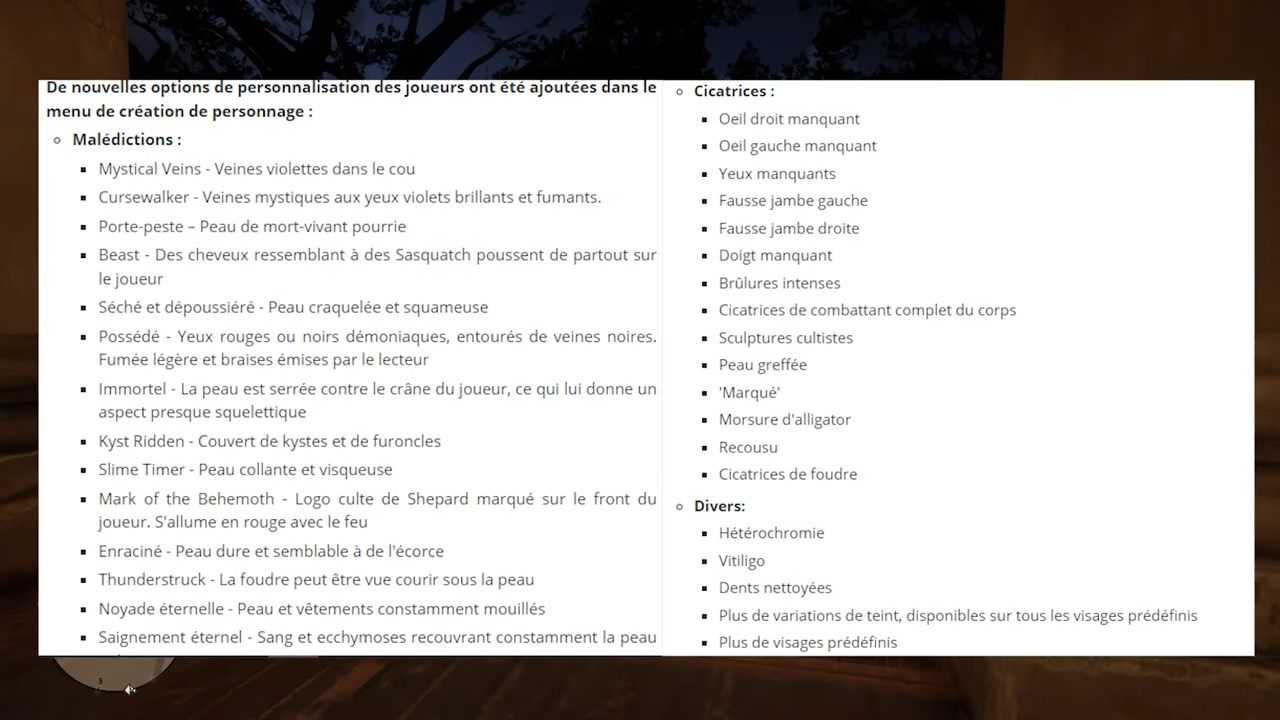 De nouvelles options de personnalisation des joueurs ont été ajoutées dans le
menu de création de personnage :
Malédictions :
Mystical Veins - Veines violettes dans le cou
Cursewalker - Veines mystiques aux yeux violets brillants et fumants.
Porte-peste – Peau de mort-vivant pourrie
Beast - Des cheveux ressemblant à des Sasquatch poussent de partout sur
le joueur
Séché et dépoussiéré - Peau craquelée et squameuse
Possédé - Yeux rouges ou noirs démoniaques, entourés de veines noires.
Fumée légère et braises émises par le lecteur
Immortel - La peau est serrée contre le crâne du joueur, ce qui lui donne un
aspect presque squelettique
Kyst Ridden - Couvert de kystes et de furoncles
Slime Timer - Peau collante et visqueuse
Mark of the Behemoth - Logo culte de Shepard marqué sur le front du
joueur. S'allume en rouge avec le feu
Enraciné - Peau dure et semblable à de l'écorce
Thunderstruck - La foudre peut être vue courir sous la peau
Noyade éternelle - Peau et vêtements constamment mouillés
Saignement éternel - Sang et ecchymoses recouvrant constamment la peau
Cicatrices :
Oeil droit manquant
Oeil gauche manquant
Yeux manquants
Fausse jambe gauche
Fausse jambe droite
Doigt manquant
Brûlures intenses
Cicatrices de combattant complet du corps
Sculptures cultistes
Peau greffée
'Marqué'
Morsure d'alligator
Recousu
Cicatrices de foudre
Divers:
Hétérochromie
Vitiligo
Dents nettoyées
Plus de variations de teint, disponibles sur tous les visages prédéfinis
Plus de visages prédéfinis